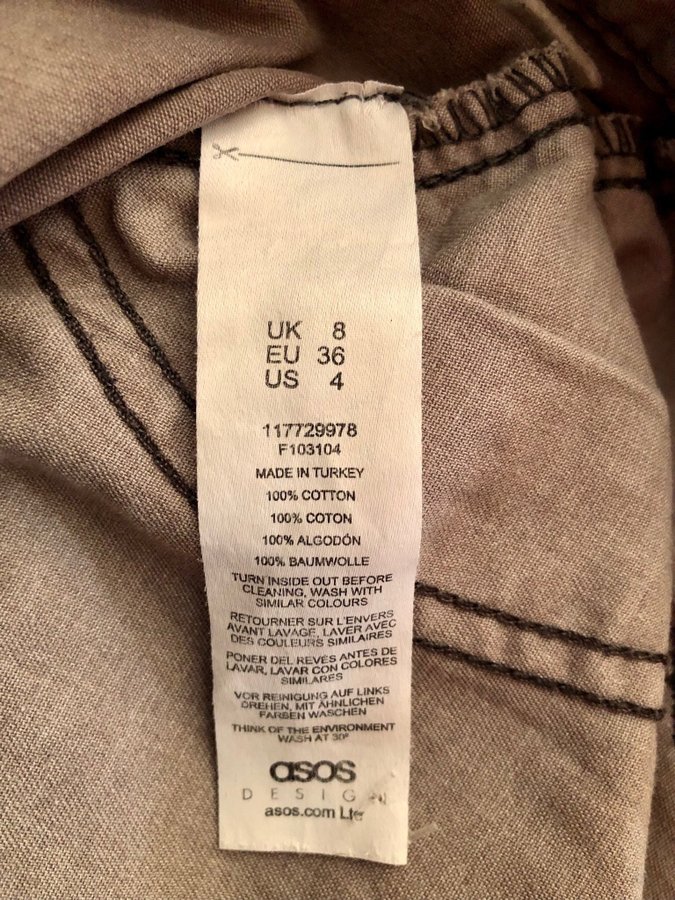 UK 8
EU 36
US 4
117729978
F103104
MADE IN TURKEY
100% COTTON
100% COTON
100% ALGODÓN
100% BAUMWOLLE
TURN INSIDE OUT BEFORE
CLEANING, WASH WITH
SIMILAR COLOURS
RETOURNER SUR L'ENVERS
AVANT LAVAGE, LAVER AVEC
DES COULEURS SIMILAIRES
PONER DEL REVÉS ANTES DE
LAVAR, LAVAR CON COLORES
SIMILARES
VOR REINIGUNG AUF LINKS
DREHEN, MIT ÄHNLICHEN
FARBEN WASCHEN
THINK OF THE ENVIRONMENT
WASH AT 30º
asos
DESIGN
asos.com